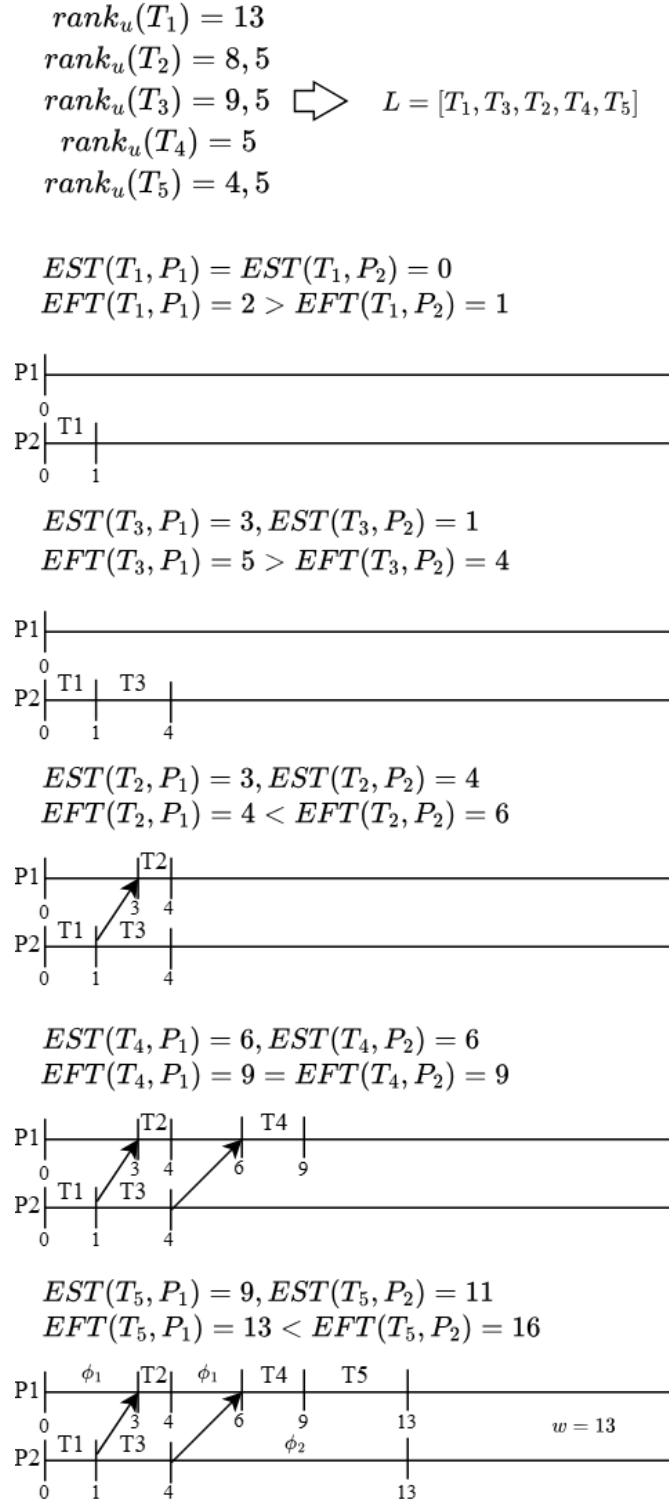 rank_u(T_1) = 13
rank_u(T_2) = 8,5
rank_u(T_3) = 9,5
L = [T_1, T_3, T_2, T_4, T_5]
rank_u(T_4) = 5
rank_u(T_5) = 4,5
EST(T_1, P_1) = EST(T_1, P_2) = 0
EFT(T_1, P_1) = 2 > EFT(T_1, P_2) = 1
P1
0
T1
P2
0 1
EST(T_3, P_1) = 3, EST(T_3, P_2) = 1
EFT(T_3, P_1) = 5 > EFT(T_3, P_2) = 4
P1
0
T1 T3
P2
0 1 4
EST(T_2, P_1) = 3, EST(T_2, P_2) = 4
EFT(T_2, P_1) = 4 < EFT(T_2, P_2) = 6
T2
P1
0 3 4
T1 T3
P2
0 1 4
EST(T_4, P_1) = 6, EST(T_4, P_2) = 6
EFT(T_4, P_1) = 9 = EFT(T_4, P_2) = 9
T2 T4
P1
0 3 4 6 9
T1 T3
P2
0 1 4
EST(T_5, P_1) = 9, EST(T_5, P_2) = 11
EFT(T_5, P_1) = 13 < EFT(T_5, P_2) = 16
ϕ_1 T2 ϕ_1 T4 T5
P1
0 3 4 6 9 13
w = 13
T1 T3 ϕ_2
P2
0 1 4 13